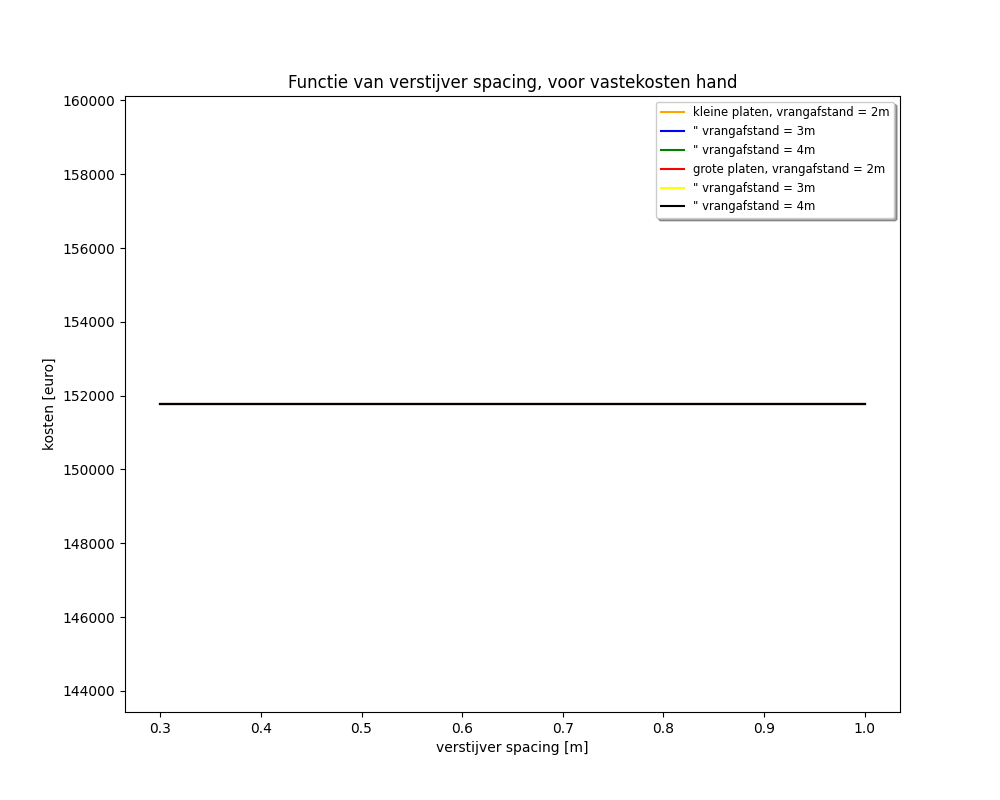 Functie van verstijver spacing, voor vastekosten hand
160000
158000
156000
154000
152000
150000
148000
146000
144000
kosten [euro]
kleine platen, vrangafstand = 2m
" vrangafstand = 3m
" vrangafstand = 4m
grote platen, vrangafstand = 2m
" vrangafstand = 3m
" vrangafstand = 4m
0.3 0.4 0.5 0.6 0.7 0.8 0.9 1.0
verstijver spacing [m]